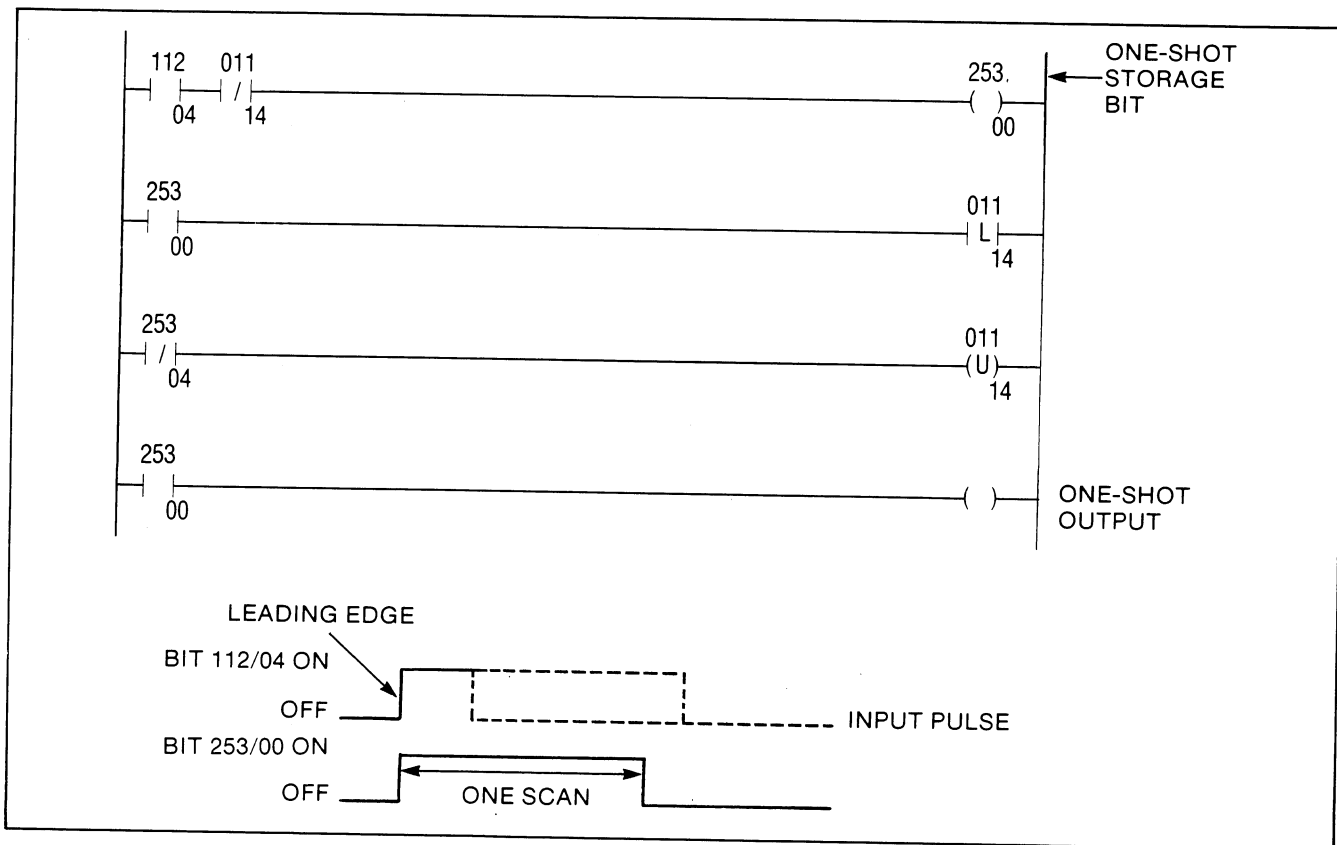 112 011
04 14
253.
00
ONE-SHOT
STORAGE
BIT
253
00
011
L
14
253
/
04
011
(U)
14
253
00
( )
ONE-SHOT
OUTPUT
LEADING EDGE
BIT 112/04 ON
OFF
INPUT PULSE
BIT 253/00 ON
OFF
ONE SCAN